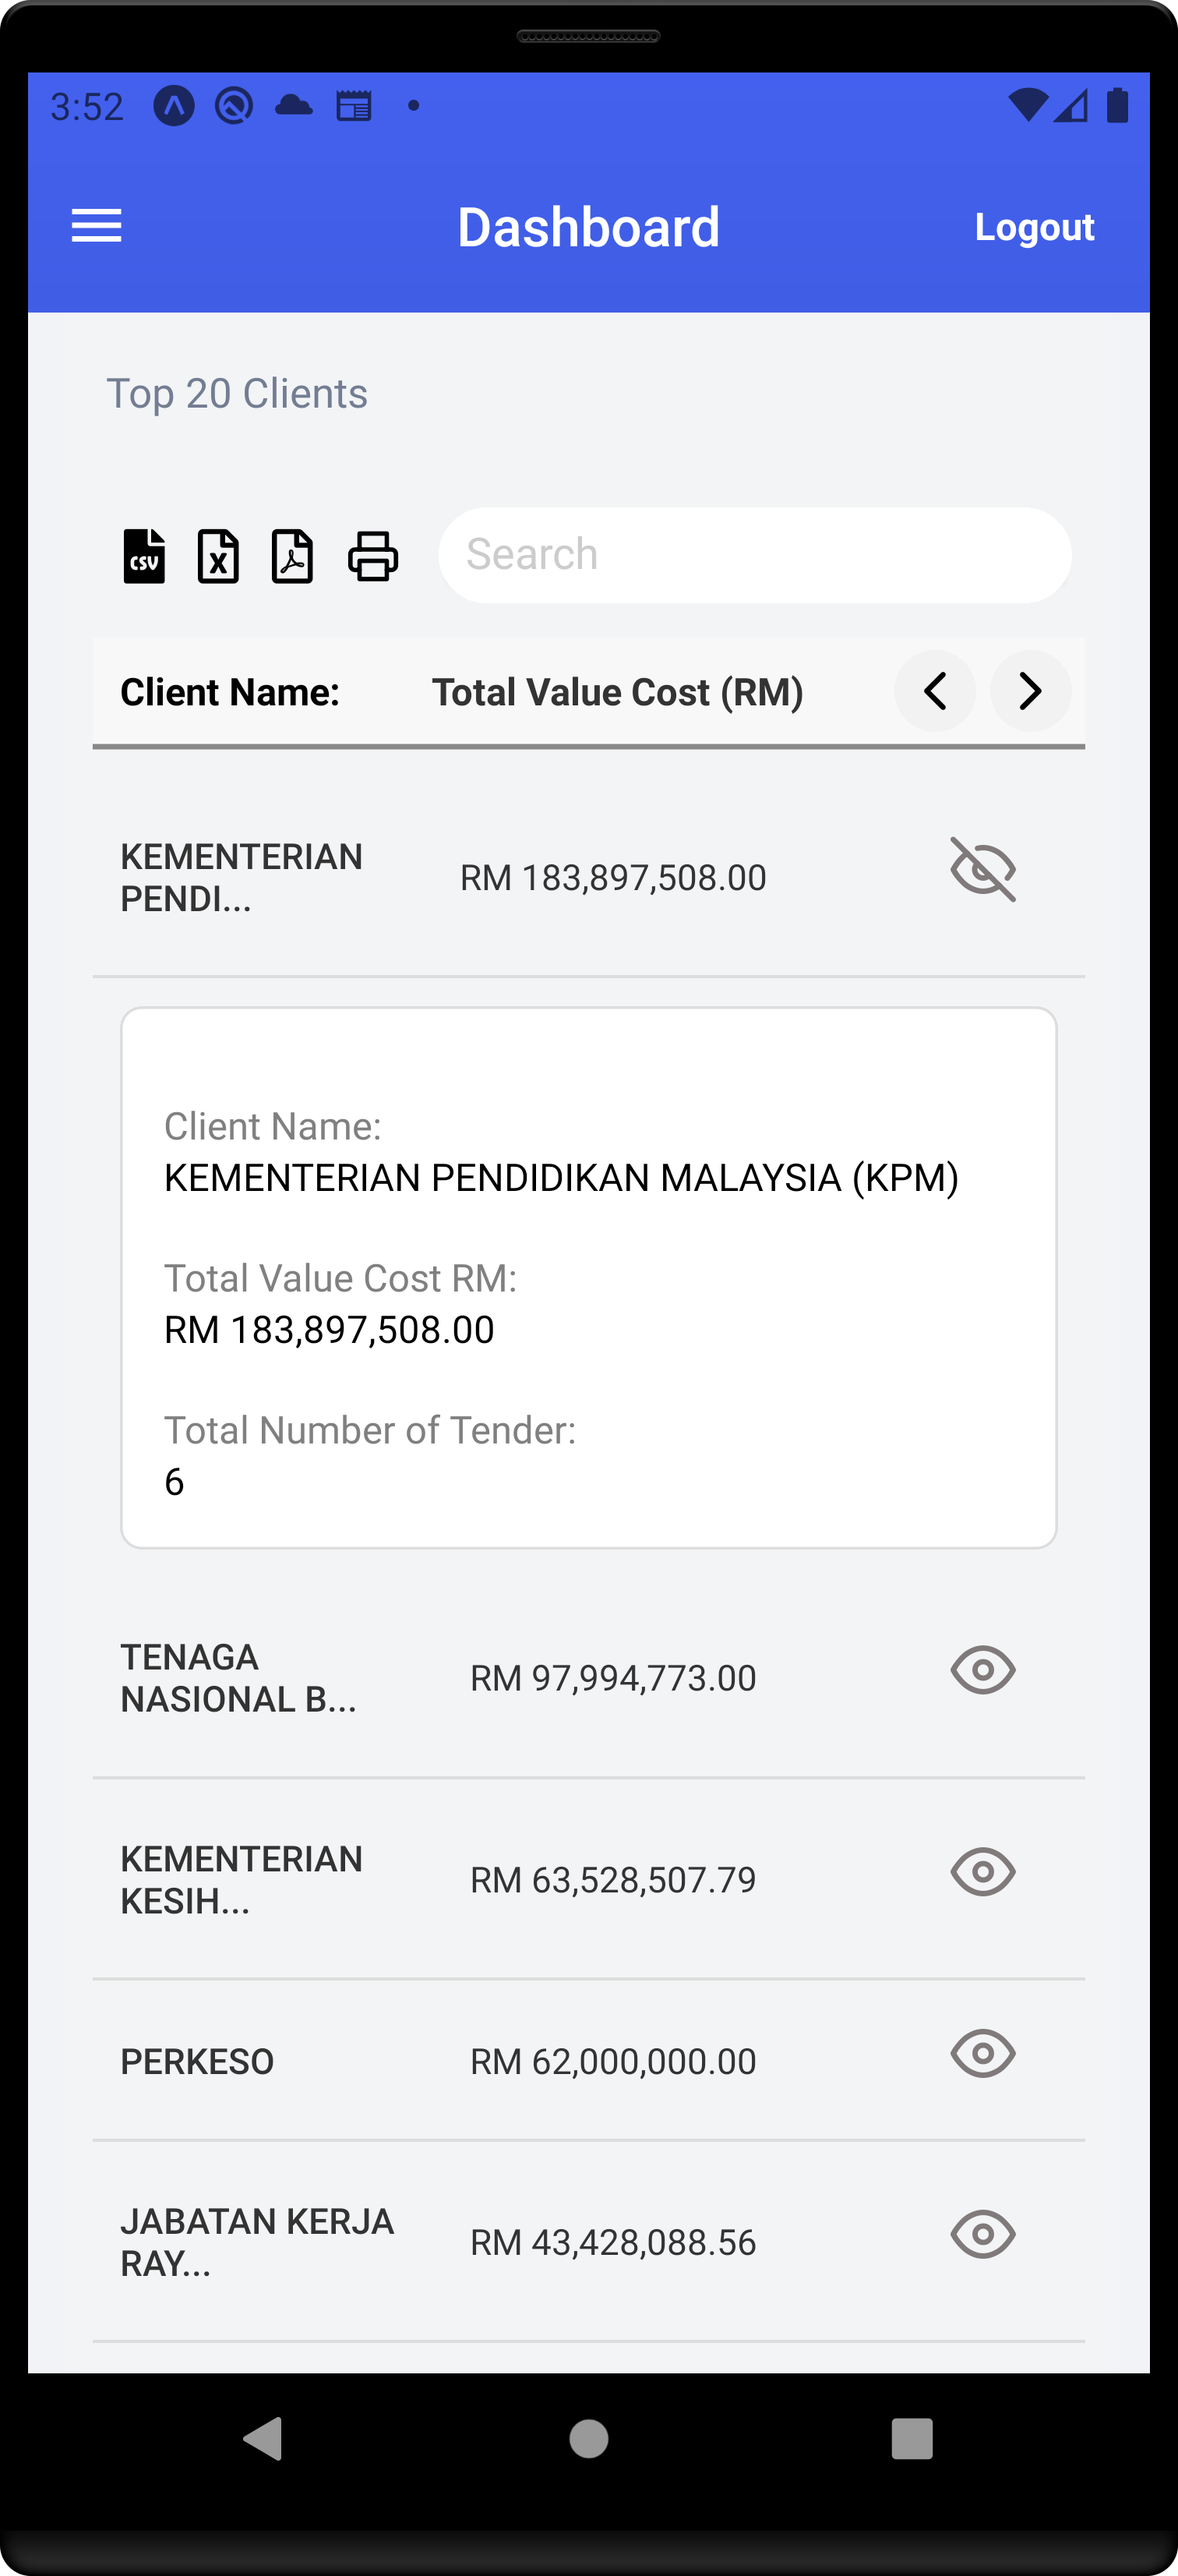 3:52
Dashboard
Logout
Top 20 Clients
CSV
X
Search
Client Name:
Total Value Cost (RM)
KEMENTERIAN
PENDI...
RM 183,897,508.00
Client Name:
KEMENTERIAN PENDIDIKAN MALAYSIA (KPM)
Total Value Cost RM:
RM 183,897,508.00
Total Number of Tender:
6
TENAGA
NASIONAL B...
RM 97,994,773.00
KEMENTERIAN
KESIH...
RM 63,528,507.79
PERKESO
RM 62,000,000.00
JABATAN KERJA
RAY...
RM 43,428,088.56